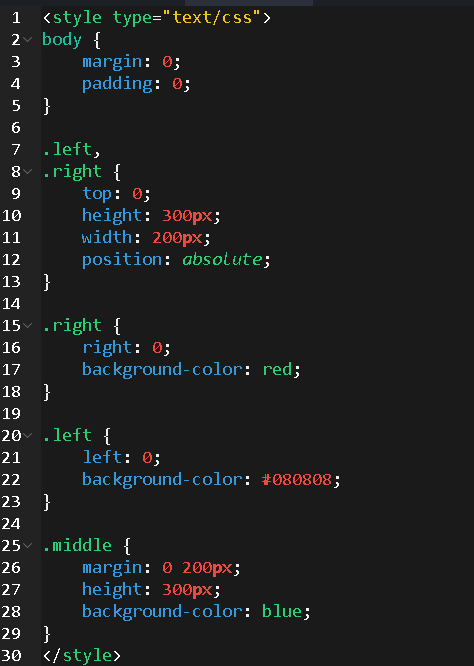 1 <style type="text/css">
2 body {
3     margin: 0;
4     padding: 0;
5 }
6
7 .left,
8 .right {
9     top: 0;
10     height: 300px;
11     width: 200px;
12     position: absolute;
13 }
14
15 .right {
16     right: 0;
17     background-color: red;
18 }
19
20 .left {
21     left: 0;
22     background-color: #080808;
23 }
24
25 .middle {
26     margin: 0 200px;
27     height: 300px;
28     background-color: blue;
29 }
30 </style>